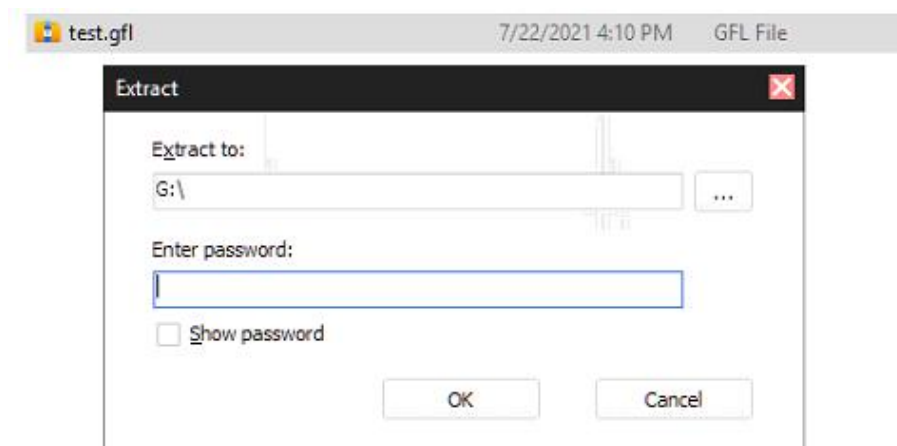 test.gfl 7/22/2021 4:10 PM GFL File
Extract
Extract to:
G:\
...
Enter password:
Show password
OK Cancel